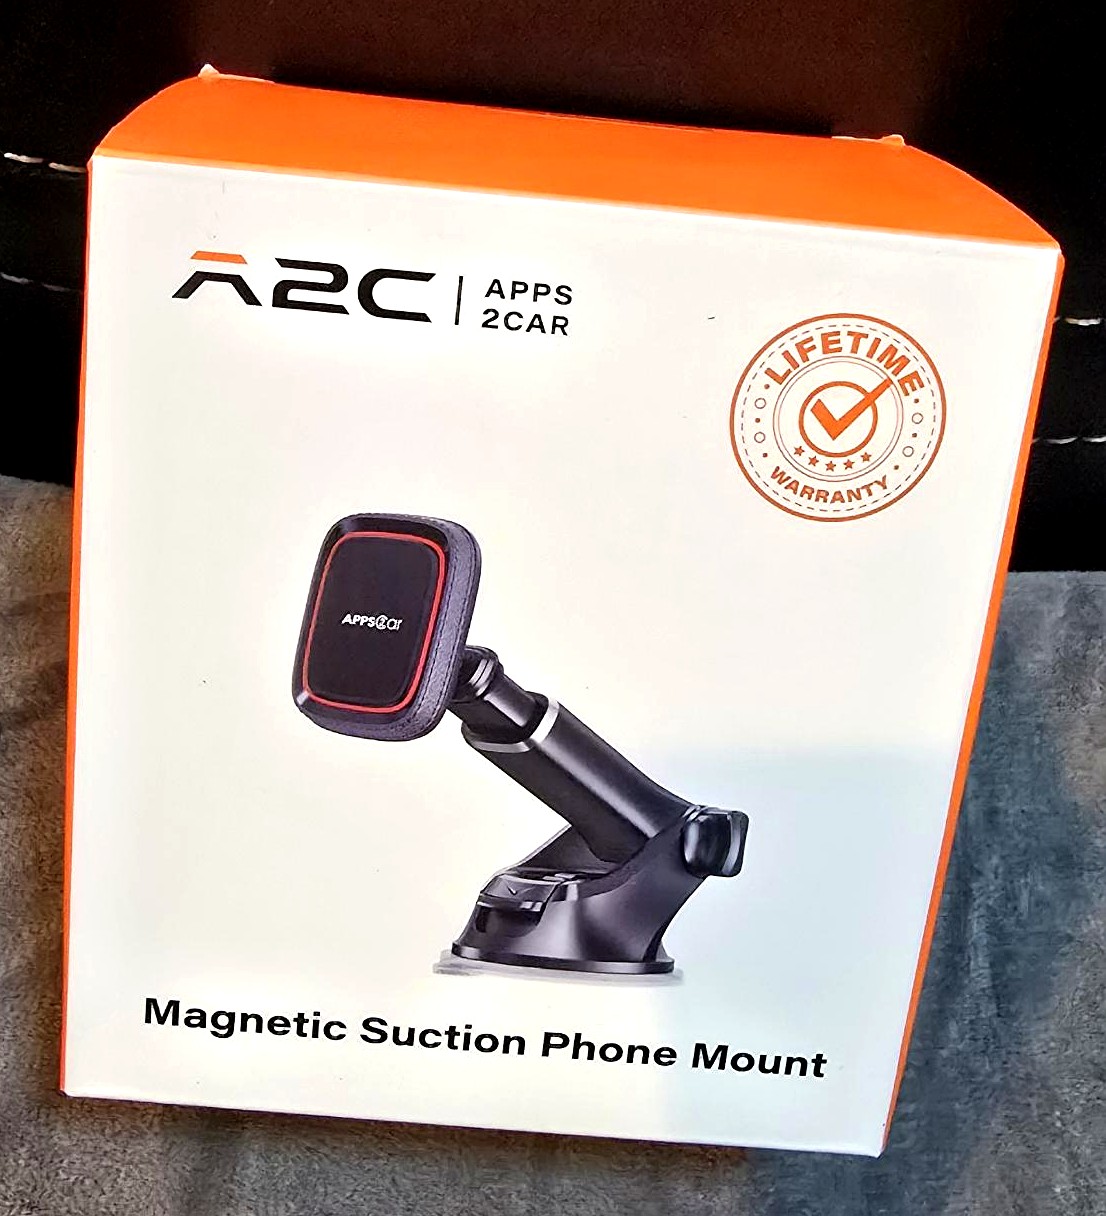 A2C
APPS
2CAR
LIFETIME
WARRANTY
APPS2car
Magnetic Suction Phone Mount